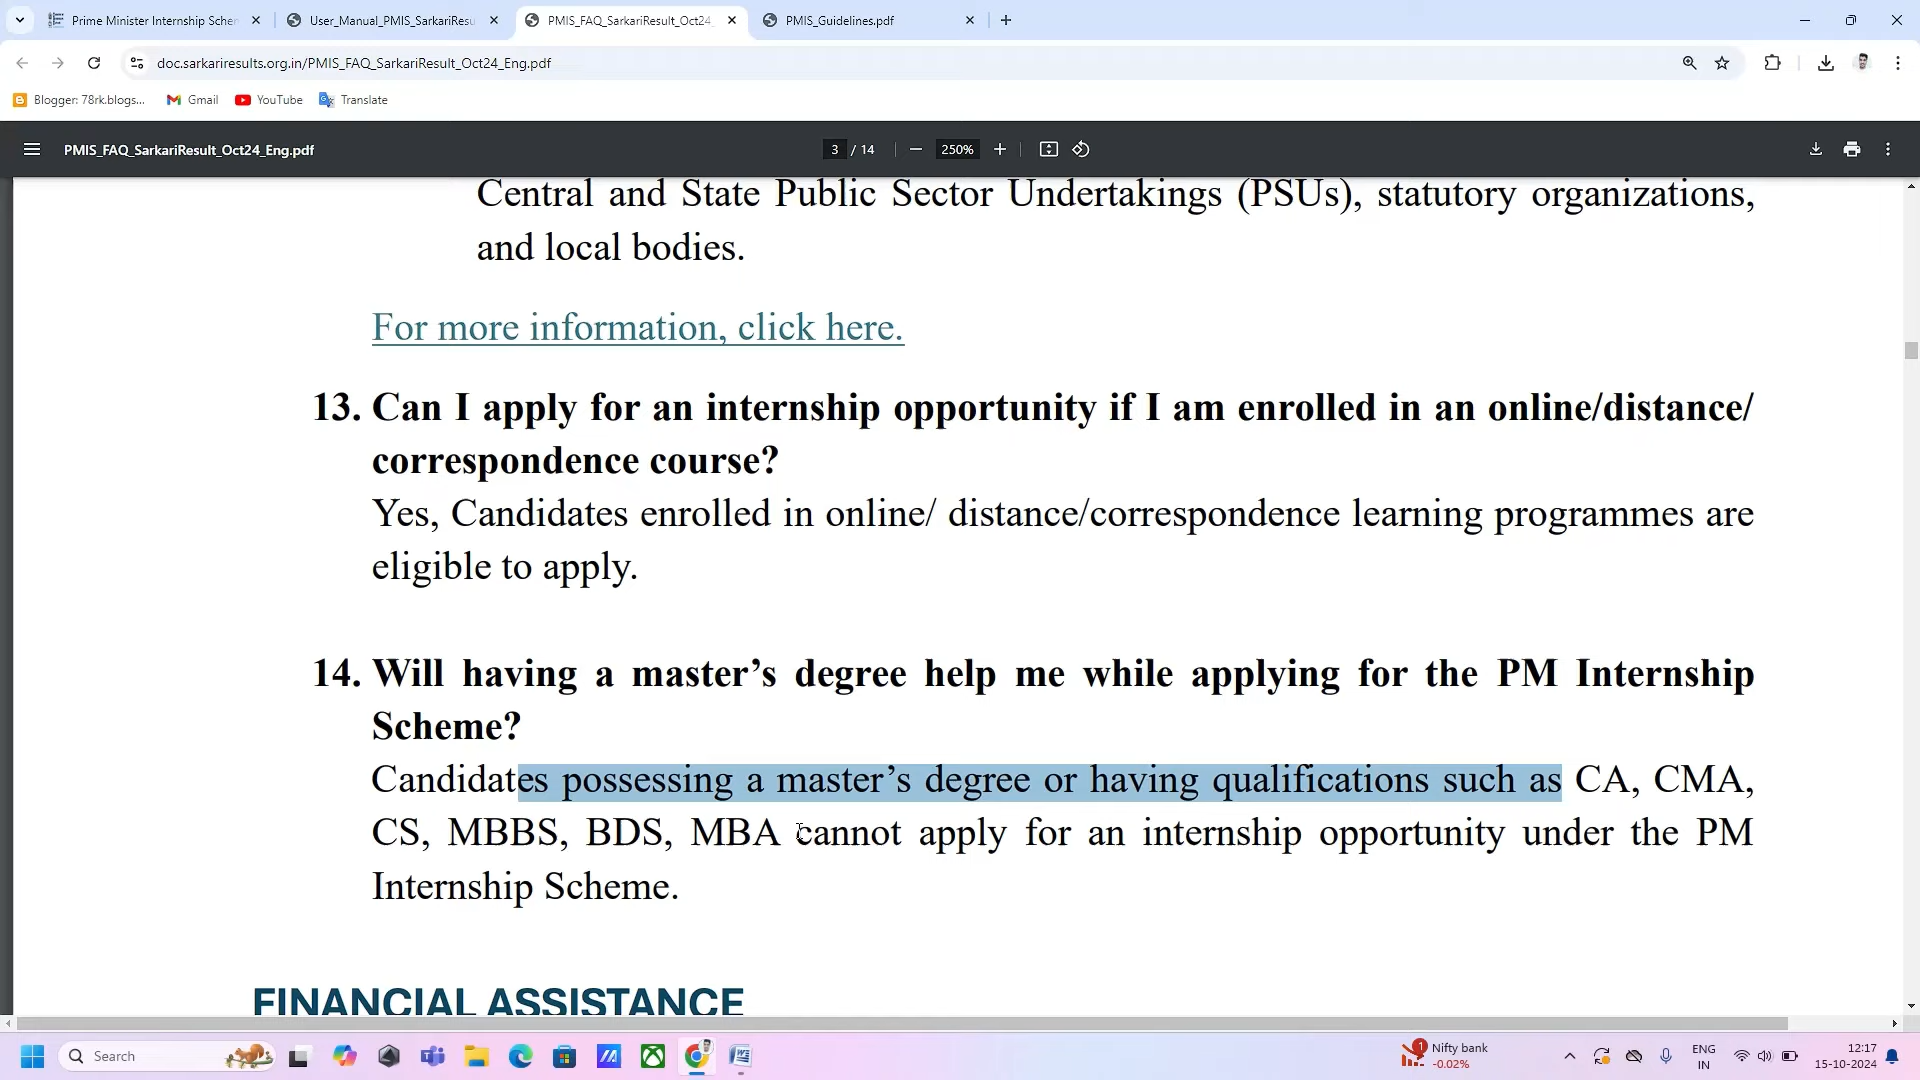 Prime Minister Internship Schem
User_Manual_PMIS_SarkariResu
PMIS_FAQ_SarkariResult_Oct24_
PMIS_Guidelines.pdf
doc.sarkariresults.org.in/PMIS_FAQ_SarkariResult_Oct24_Eng.pdf
Blogger: 78rk.blogs...
Gmail
YouTube
Translate
PMIS_FAQ_SarkariResult_Oct24_Eng.pdf
3 / 14
250%
Central and State Public Sector Undertakings (PSUs), statutory organizations,
and local bodies.
For more information, click here.
13. Can I apply for an internship opportunity if I am enrolled in an online/distance/
correspondence course?
Yes, Candidates enrolled in online/ distance/correspondence learning programmes are
eligible to apply.
14. Will having a master’s degree help me while applying for the PM Internship
Scheme?
Candidates possessing a master’s degree or having qualifications such as CA, CMA,
CS, MBBS, BDS, MBA cannot apply for an internship opportunity under the PM
Internship Scheme.
FINANCIAL ASSISTANCE
Search
1
Nifty bank
-0.02%
ENG
IN
12:17
15-10-2024